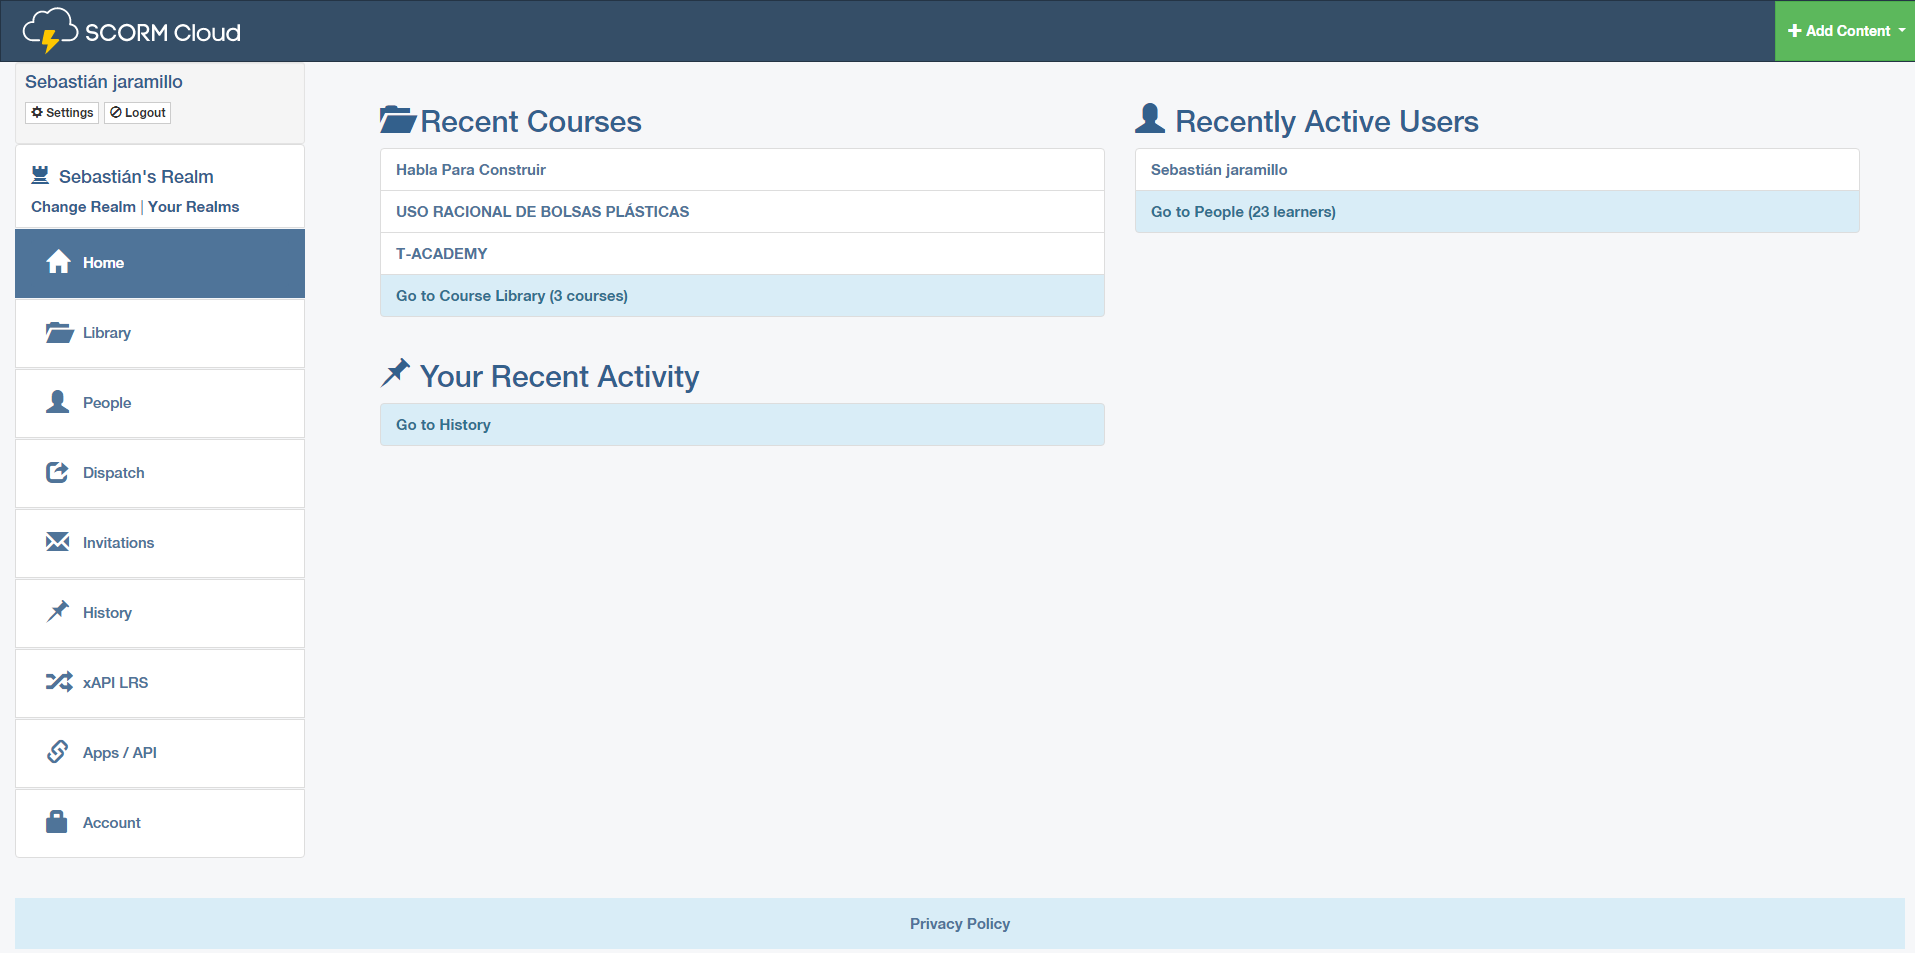 SCORM Cloud
Add Content
Sebastián jaramillo
Settings Logout
Sebastián's Realm
Change Realm | Your Realms
Home
Library
People
Dispatch
Invitations
History
xAPI LRS
Apps / API
Account
Recent Courses
Habla Para Construir
USO RACIONAL DE BOLSAS PLÁSTICAS
T-ACADEMY
Go to Course Library (3 courses)
Your Recent Activity
Go to History
Recently Active Users
Sebastián jaramillo
Go to People (23 learners)
Privacy Policy